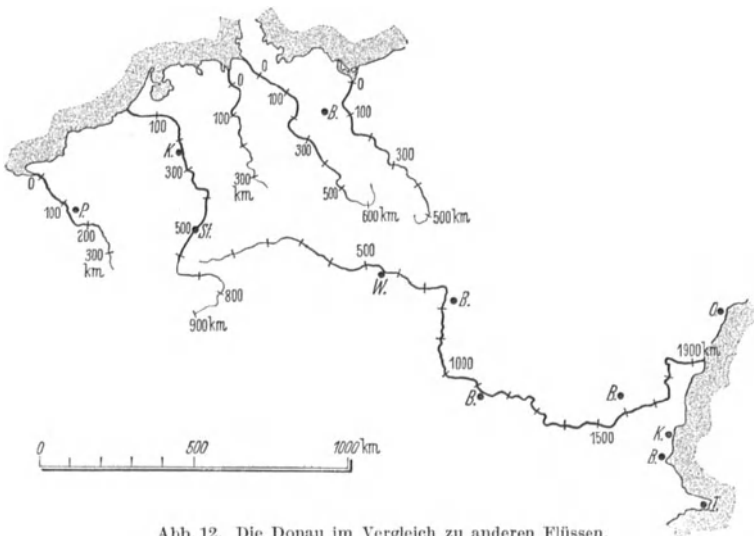 0
0
0
0
100
100
B.
100
100
K.
300
300
300
0
300 km
100
P.
200
500
600 km
500 km
300 km
500
St.
500
W.
800
B.
900 km
O.
1900 km
1000
B.
B.
1500
K.
B.
J.
0
500
1000 km
Abb. 12. Die Donau im Vergleich zu anderen Flüssen.